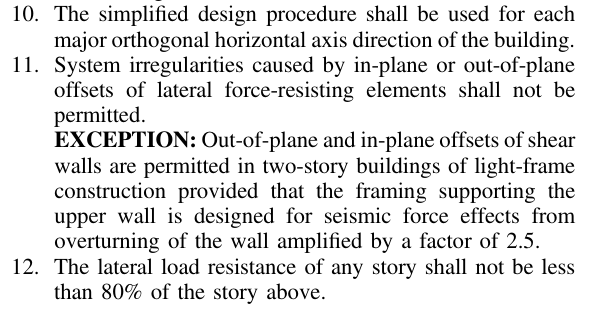 10. The simplified design procedure shall be used for each
major orthogonal horizontal axis direction of the building.
11. System irregularities caused by in-plane or out-of-plane
offsets of lateral force-resisting elements shall not be
permitted.
EXCEPTION: Out-of-plane and in-plane offsets of shear
walls are permitted in two-story buildings of light-frame
construction provided that the framing supporting the
upper wall is designed for seismic force effects from
overturning of the wall amplified by a factor of 2.5.
12. The lateral load resistance of any story shall not be less
than 80% of the story above.